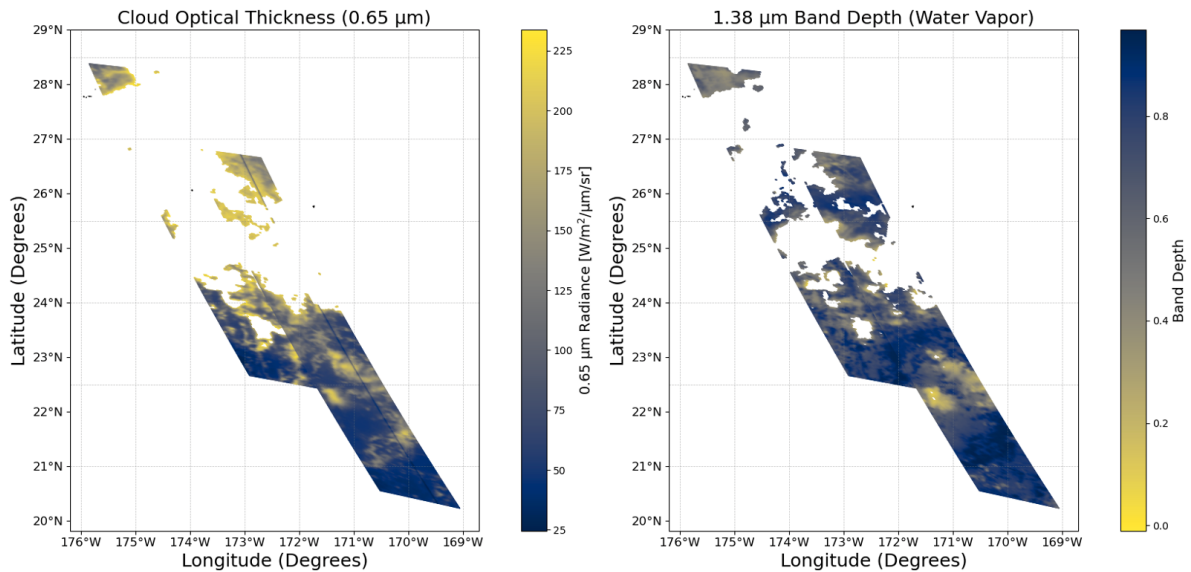 Cloud Optical Thickness (0.65 μm)
29°N
28°N
27°N
26°N
25°N
24°N
23°N
22°N
21°N
20°N
Latitude (Degrees)
176°W 175°W 174°W 173°W 172°W 171°W 170°W 169°W
Longitude (Degrees)
225
200
175
150
125
100
75
50
25
0.65 μm Radiance [W/m²/μm/sr]
1.38 μm Band Depth (Water Vapor)
29°N
28°N
27°N
26°N
25°N
24°N
23°N
22°N
21°N
20°N
Latitude (Degrees)
176°W 175°W 174°W 173°W 172°W 171°W 170°W 169°W
Longitude (Degrees)
0.8
0.6
0.4
0.2
0.0
Band Depth